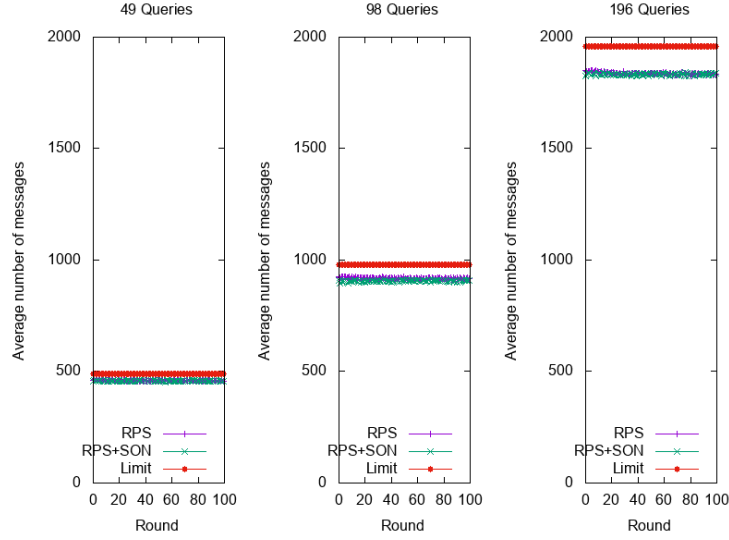 49 Queries
Average number of messages
2000
1500
1000
500
0
RPS
RPS+SON
Limit
0 20 40 60 80 100
Round
98 Queries
Average number of messages
2000
1500
1000
500
0
RPS
RPS+SON
Limit
0 20 40 60 80 100
Round
196 Queries
Average number of messages
2000
1500
1000
500
0
RPS
RPS+SON
Limit
0 20 40 60 80 100
Round